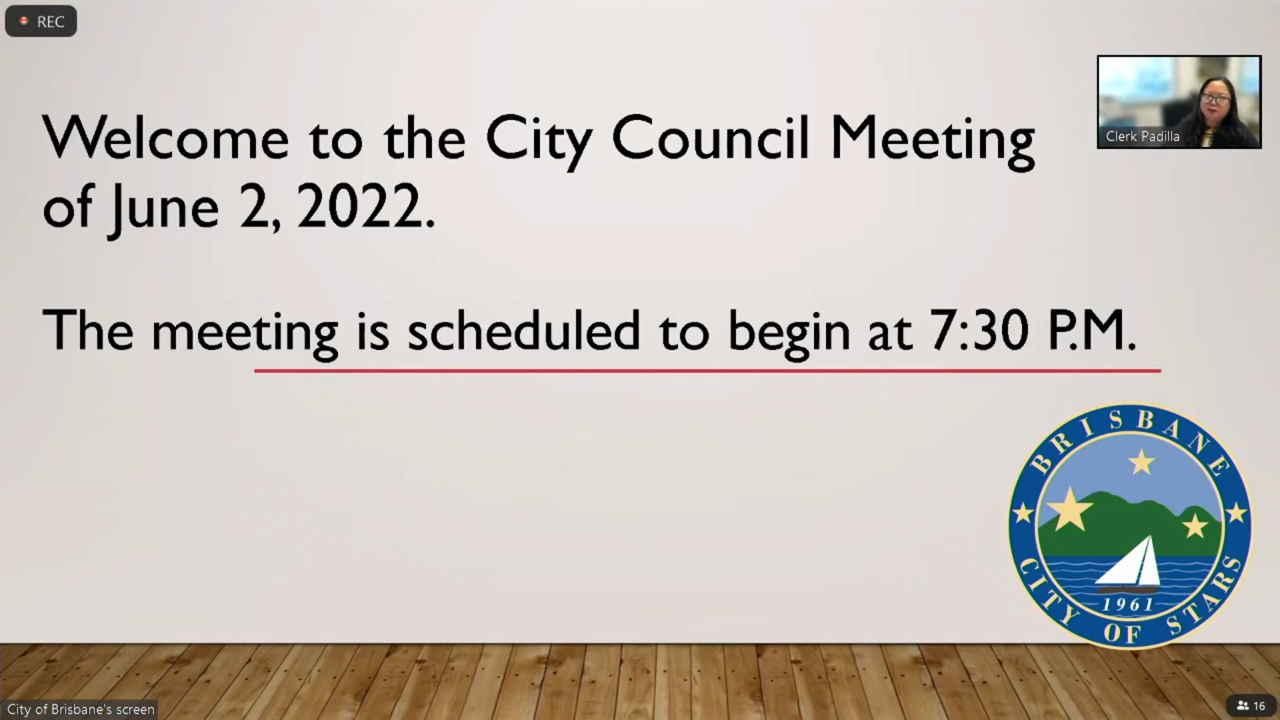 REC
Welcome to the City Council Meeting
of June 2, 2022.
Clerk Padilla
The meeting is scheduled to begin at 7:30 P.M.
BRISBANE
1961
CITY OF STARS
City of Brisbane's screen
16